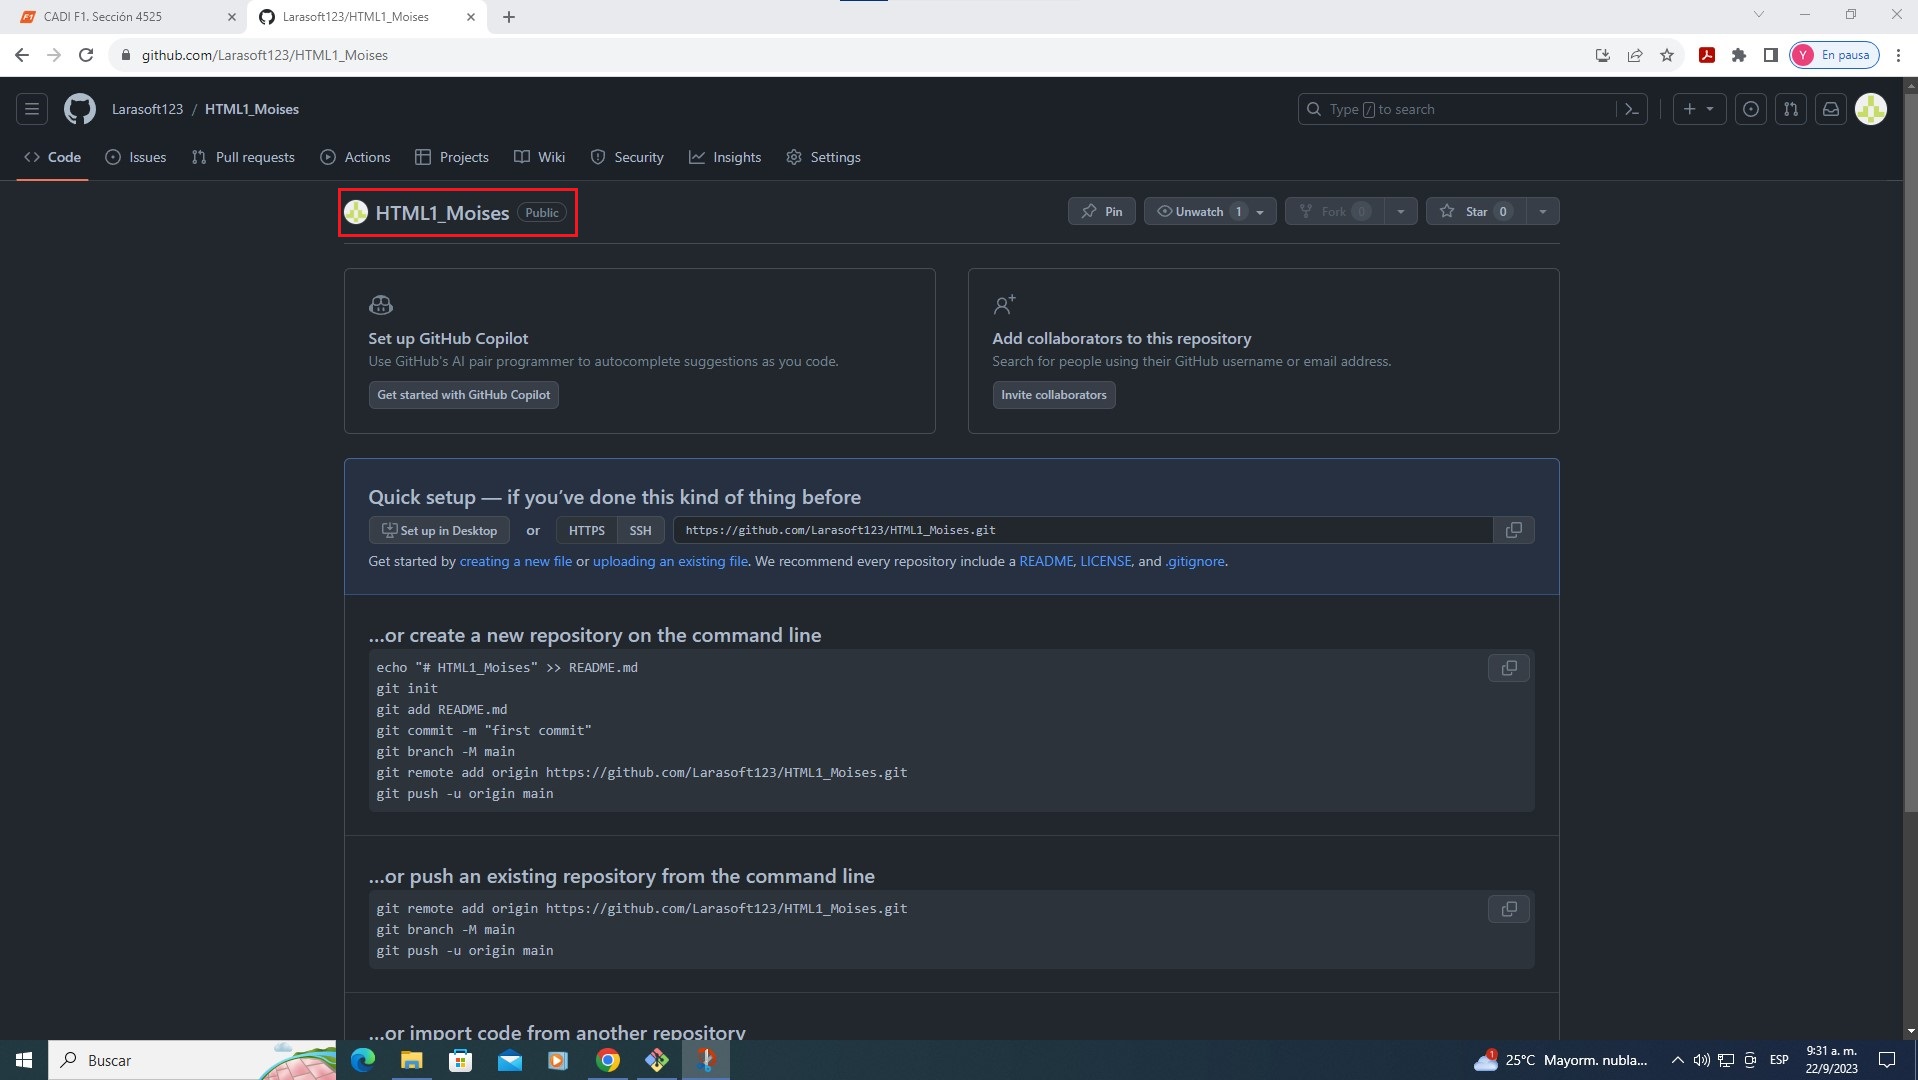 CADI F1. Sección 4525
Larasoft123/HTML1_Moises
github.com/Larasoft123/HTML1_Moises
Y En pausa
Larasoft123 / HTML1_Moises
Type / to search
Code Issues Pull requests Actions Projects Wiki Security Insights Settings
HTML1_Moises Public
Pin Unwatch 1 Fork 0 Star 0
Set up GitHub Copilot
Use GitHub's AI pair programmer to autocomplete suggestions as you code.
Get started with GitHub Copilot
Add collaborators to this repository
Search for people using their GitHub username or email address.
Invite collaborators
Quick setup — if you’ve done this kind of thing before
Set up in Desktop or HTTPS SSH https://github.com/Larasoft123/HTML1_Moises.git
Get started by creating a new file or uploading an existing file. We recommend every repository include a README, LICENSE, and .gitignore.
…or create a new repository on the command line
echo "# HTML1_Moises" >> README.md
git init
git add README.md
git commit -m "first commit"
git branch -M main
git remote add origin https://github.com/Larasoft123/HTML1_Moises.git
git push -u origin main
…or push an existing repository from the command line
git remote add origin https://github.com/Larasoft123/HTML1_Moises.git
git branch -M main
git push -u origin main
…or import code from another repository
Buscar
1 25°C Mayorm. nubla... ESP
9:31 a. m.
22/9/2023